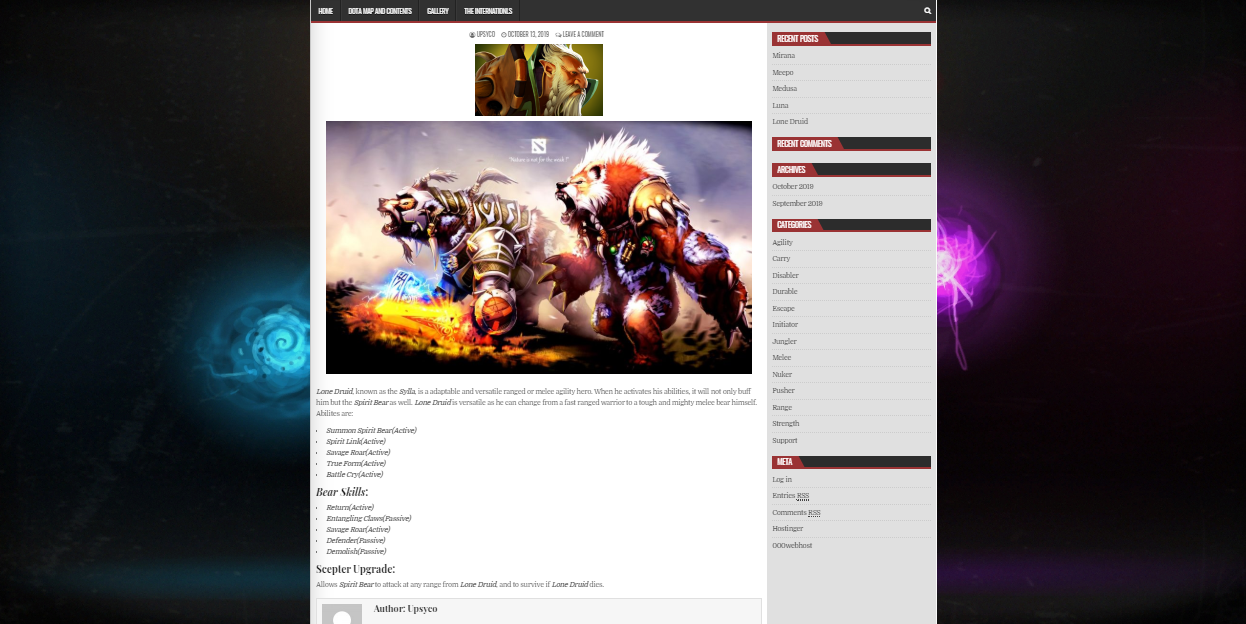 HOME DOTA MAP AND CONTENTS GALLERY THE INTERNATIONLS
UPSYCO OCTOBER 13, 2019 LEAVE A COMMENT
"Nature is not for the weak !"
Lone Druid, known as the Sylla, is a adaptable and versatile ranged or melee agility hero. When he activates his abilities, it will not only buff
him but the Spirit Bear as well. Lone Druid is versatile as he can change from a fast ranged warrior to a tough and mighty melee bear himself.
Abilites are:
Summon Spirit Bear(Active)
Spirit Link(Active)
Savage Roar(Active)
True Form(Active)
Battle Cry(Active)
Bear Skills:
Return(Active)
Entangling Claws(Passive)
Savage Roar(Active)
Defender(Passive)
Demolish(Passive)
Scepter Upgrade:
Allows Spirit Bear to attack at any range from Lone Druid, and to survive if Lone Druid dies.
Author: Upsyco
RECENT POSTS
Mirana
Meepo
Medusa
Luna
Lone Druid
RECENT COMMENTS
ARCHIVES
October 2019
September 2019
CATEGORIES
Agility
Carry
Disabler
Durable
Escape
Initiator
Jungler
Melee
Nuker
Pusher
Range
Strength
Support
META
Log in
Entries RSS
Comments RSS
Hostinger
000webhost